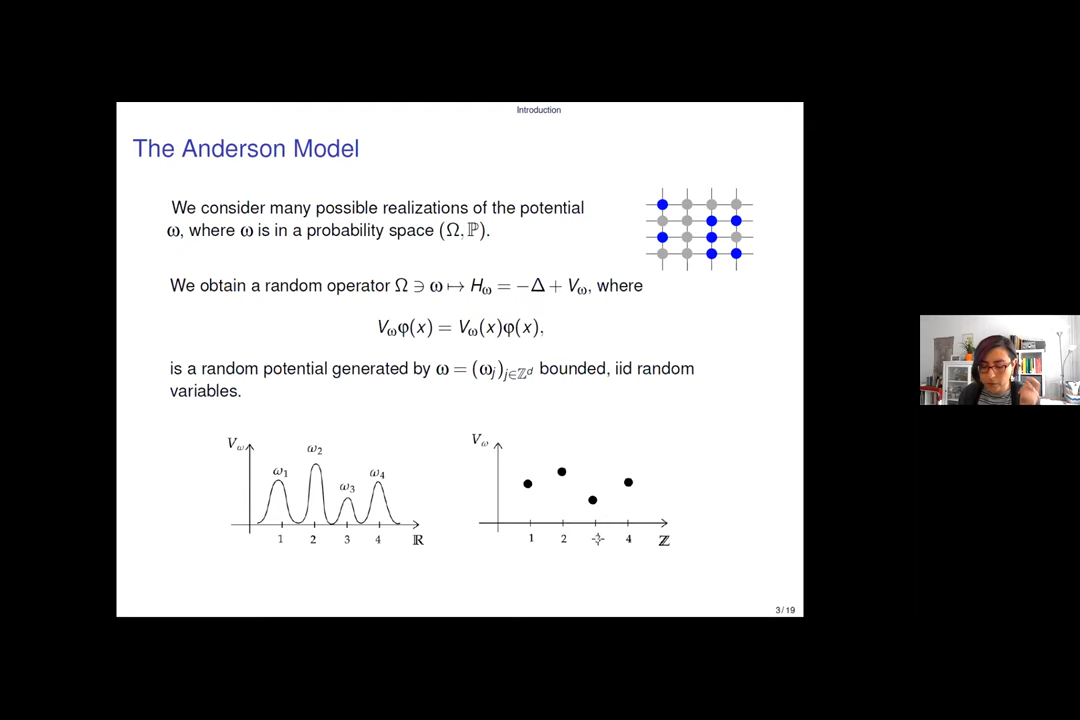 Introduction
The Anderson Model
We consider many possible realizations of the potential
ω, where ω is in a probability space (Ω, ℙ).
We obtain a random operator Ω ∋ ω ↦ H_ω = −Δ + V_ω, where
V_ωφ(x) = V_ω(x)φ(x),
is a random potential generated by ω = (ω_j)_{j∈ℤ^d} bounded, iid random
variables.
V_ω ω_1 ω_2 ω_3 ω_4
1 2 3 4 ℝ
V_ω
1 2 4 ℤ
3 / 19